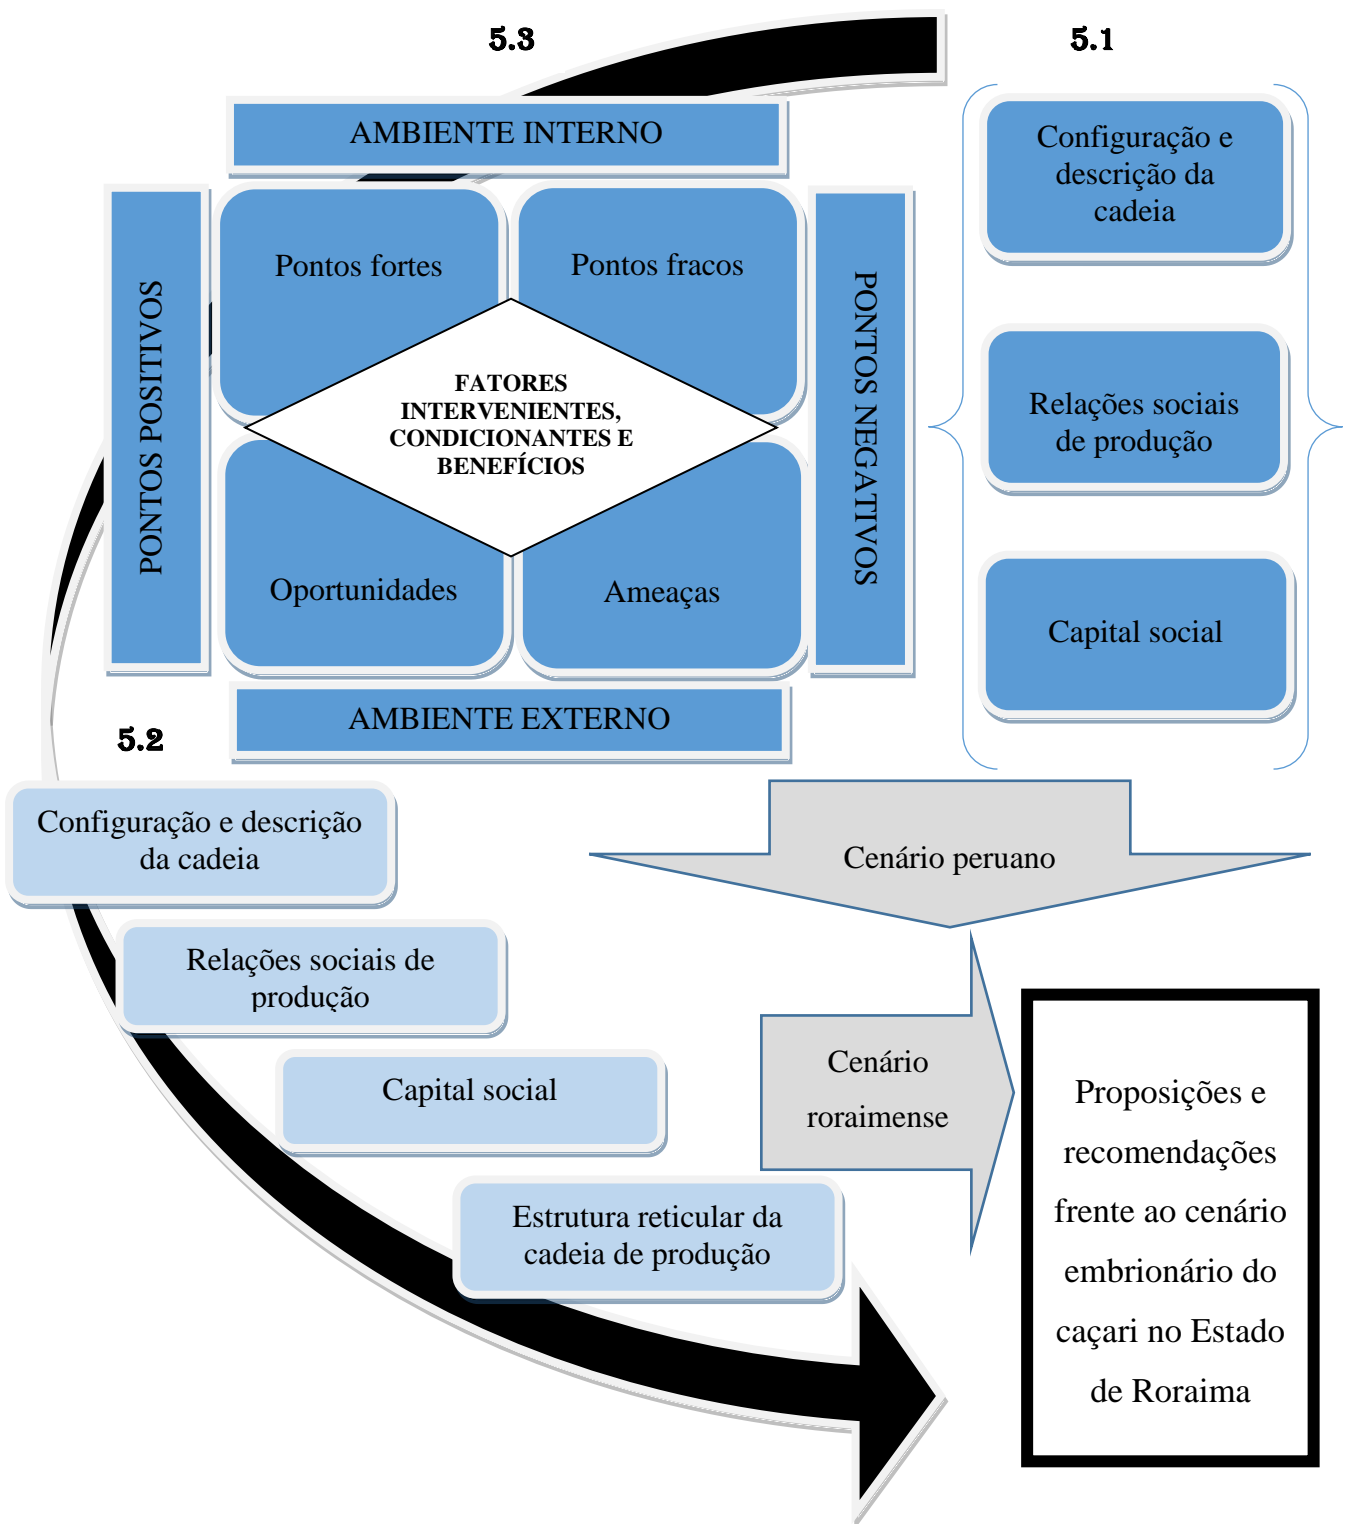 5.3
AMBIENTE INTERNO
PONTOS POSITIVOS
Pontos fortes
Pontos fracos
FATORES
INTERVENIENTES,
CONDICIONANTES E
BENEFÍCIOS
Oportunidades
Ameaças
PONTOS NEGATIVOS
AMBIENTE EXTERNO
5.1
Configuração e
descrição da
cadeia
Relações sociais
de produção
Capital social
5.2
Configuração e descrição
da cadeia
Relações sociais de
produção
Capital social
Estrutura reticular da
cadeia de produção
Cenário peruano
Cenário
roraimense
Proposições e
recomendações
frente ao cenário
embrionário do
caçari no Estado
de Roraima